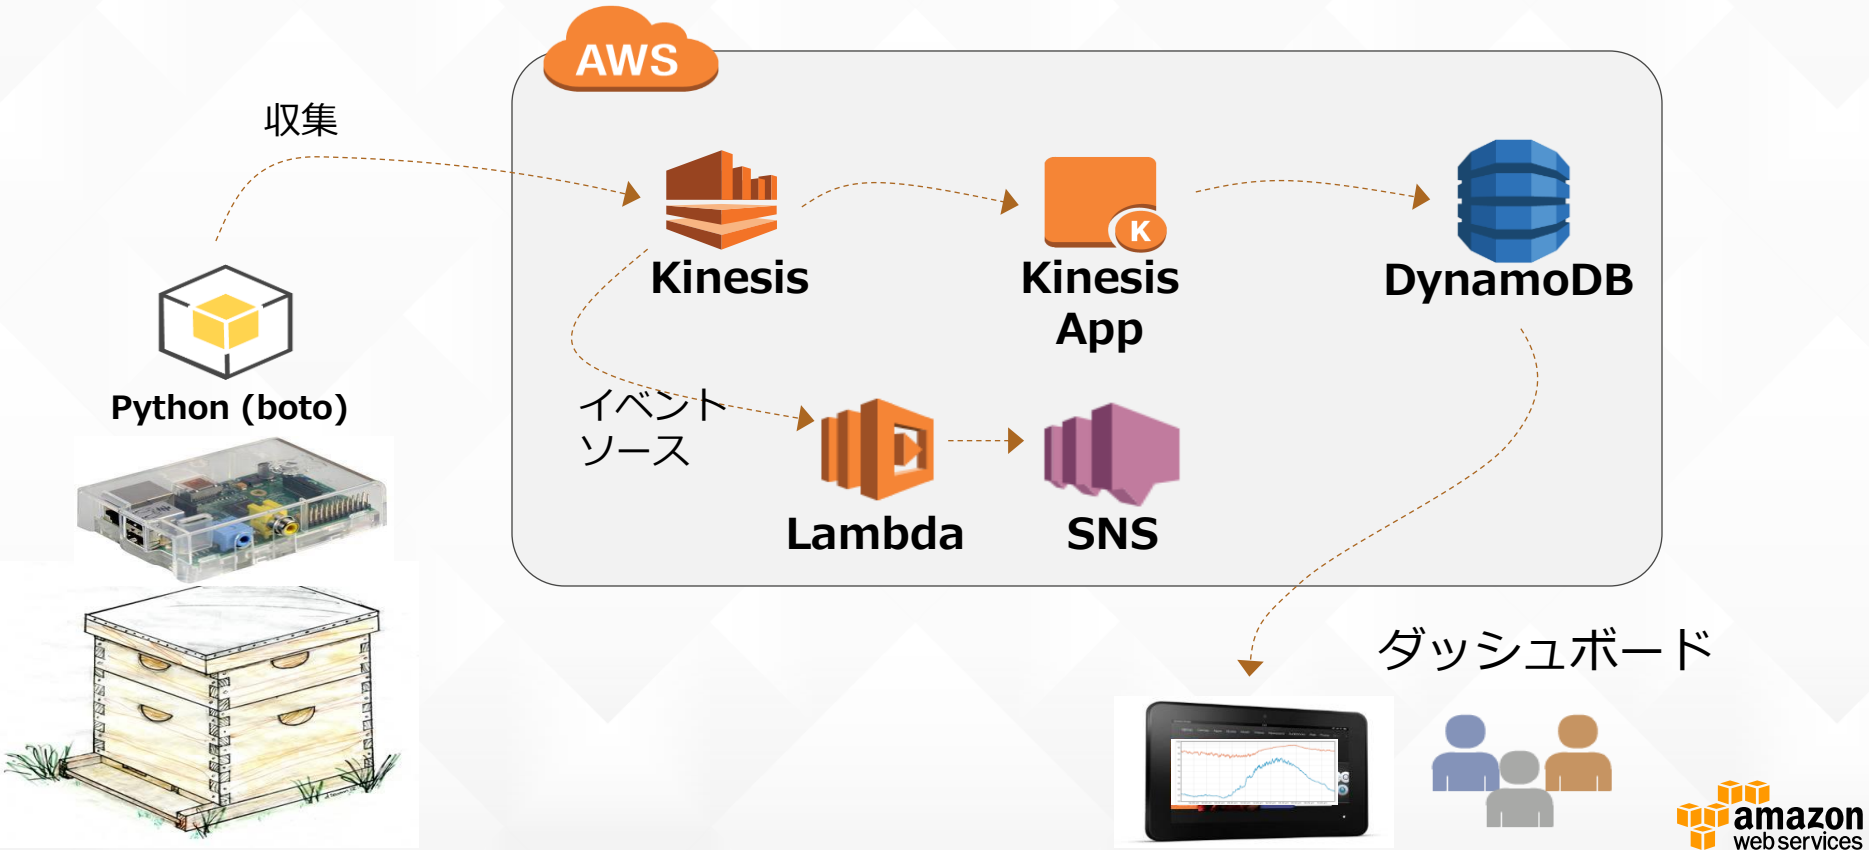 AWS
収集
Kinesis
Kinesis
App
K
DynamoDB
Python (boto)
イベント
ソース
Lambda
SNS
ダッシュボード
amazon
web services